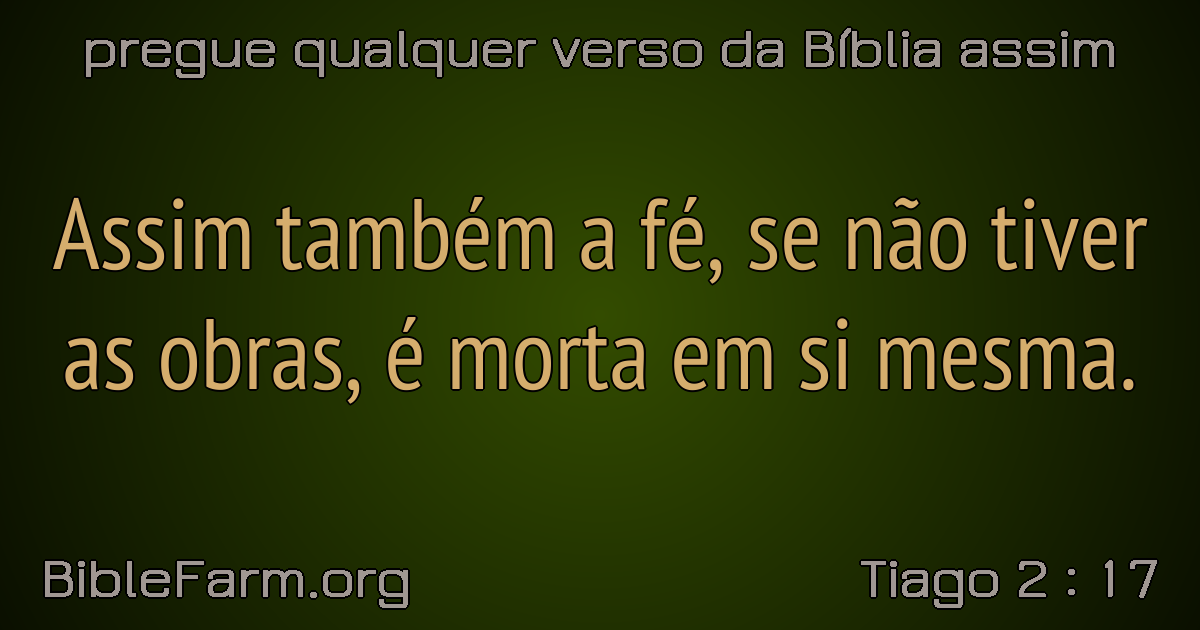 pregue qualquer verso da Bíblia assim
Assim também a fé, se não tiver
as obras, é morta em si mesma.
BibleFarm.org
Tiago 2 : 17